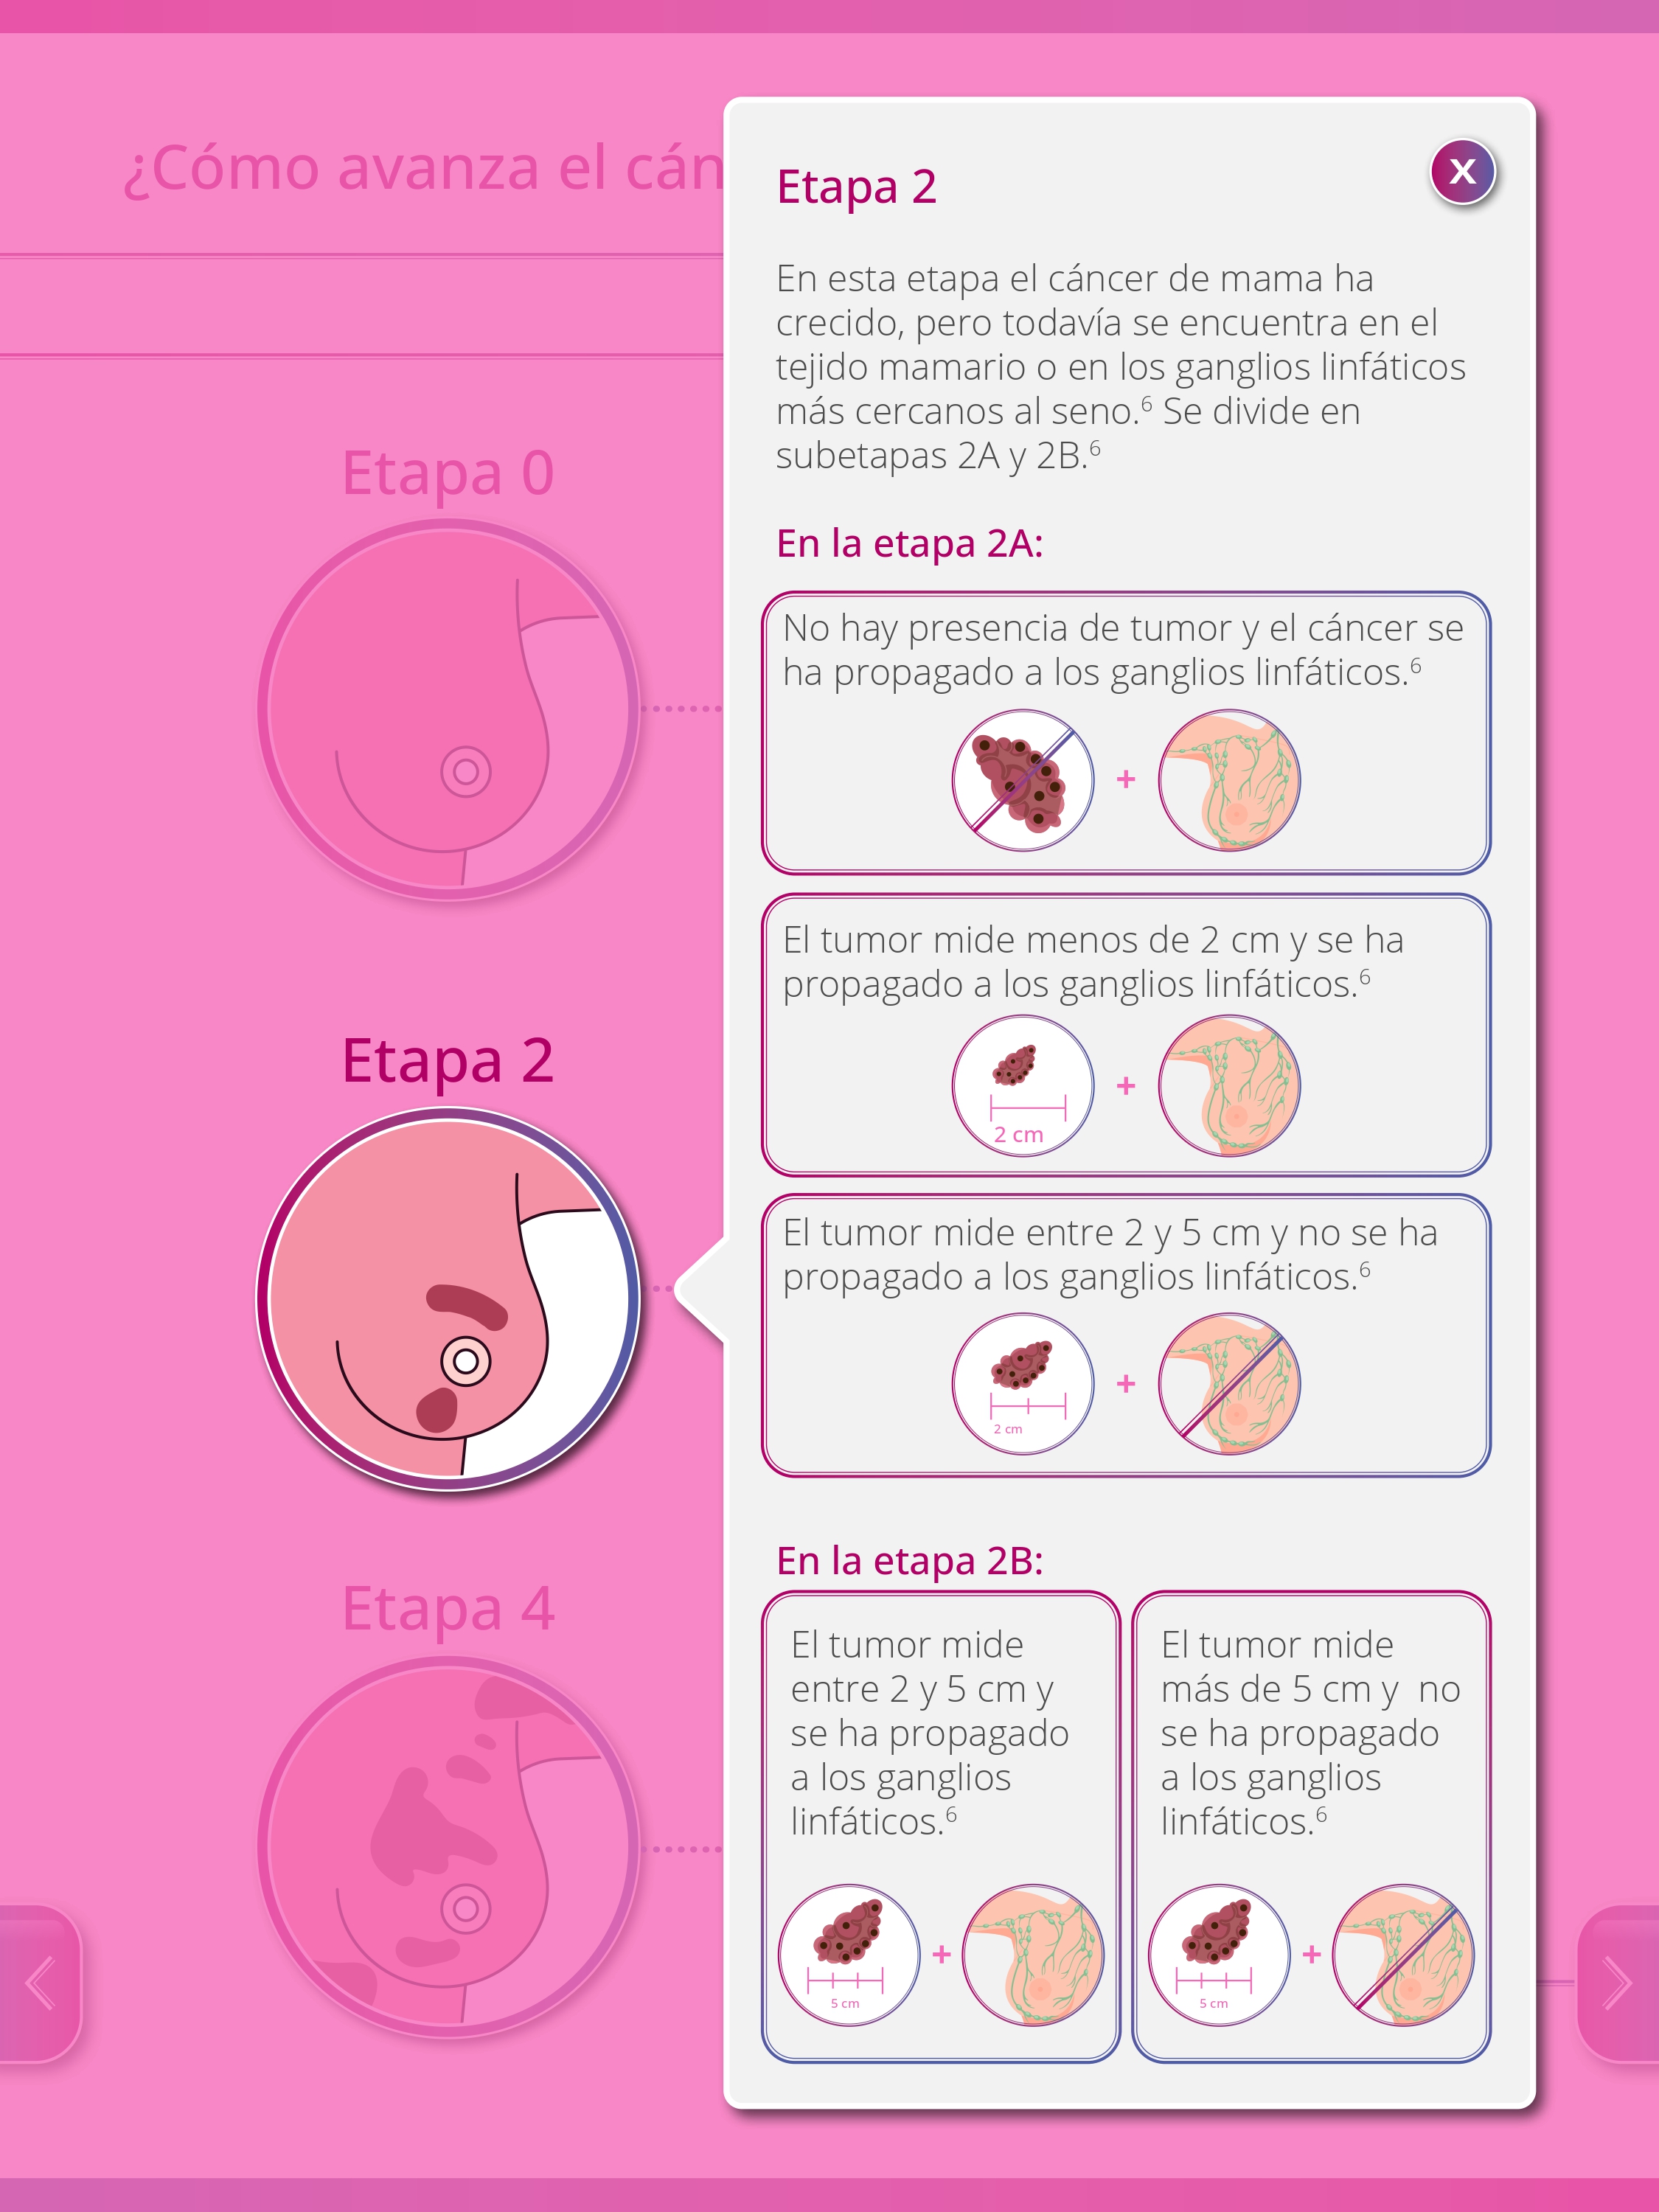 ¿Cómo avanza el cán
Etapa 0
Etapa 2
Etapa 4
Etapa 2
X
En esta etapa el cáncer de mama ha
crecido, pero todavía se encuentra en el
tejido mamario o en los ganglios linfáticos
más cercanos al seno.⁶ Se divide en
subetapas 2A y 2B.⁶
En la etapa 2A:
No hay presencia de tumor y el cáncer se
ha propagado a los ganglios linfáticos.⁶
+
El tumor mide menos de 2 cm y se ha
propagado a los ganglios linfáticos.⁶
+
2 cm
El tumor mide entre 2 y 5 cm y no se ha
propagado a los ganglios linfáticos.⁶
+
2 cm
En la etapa 2B:
El tumor mide
entre 2 y 5 cm y
se ha propagado
a los ganglios
linfáticos.⁶
+
5 cm
El tumor mide
más de 5 cm y no
se ha propagado
a los ganglios
linfáticos.⁶
+
5 cm